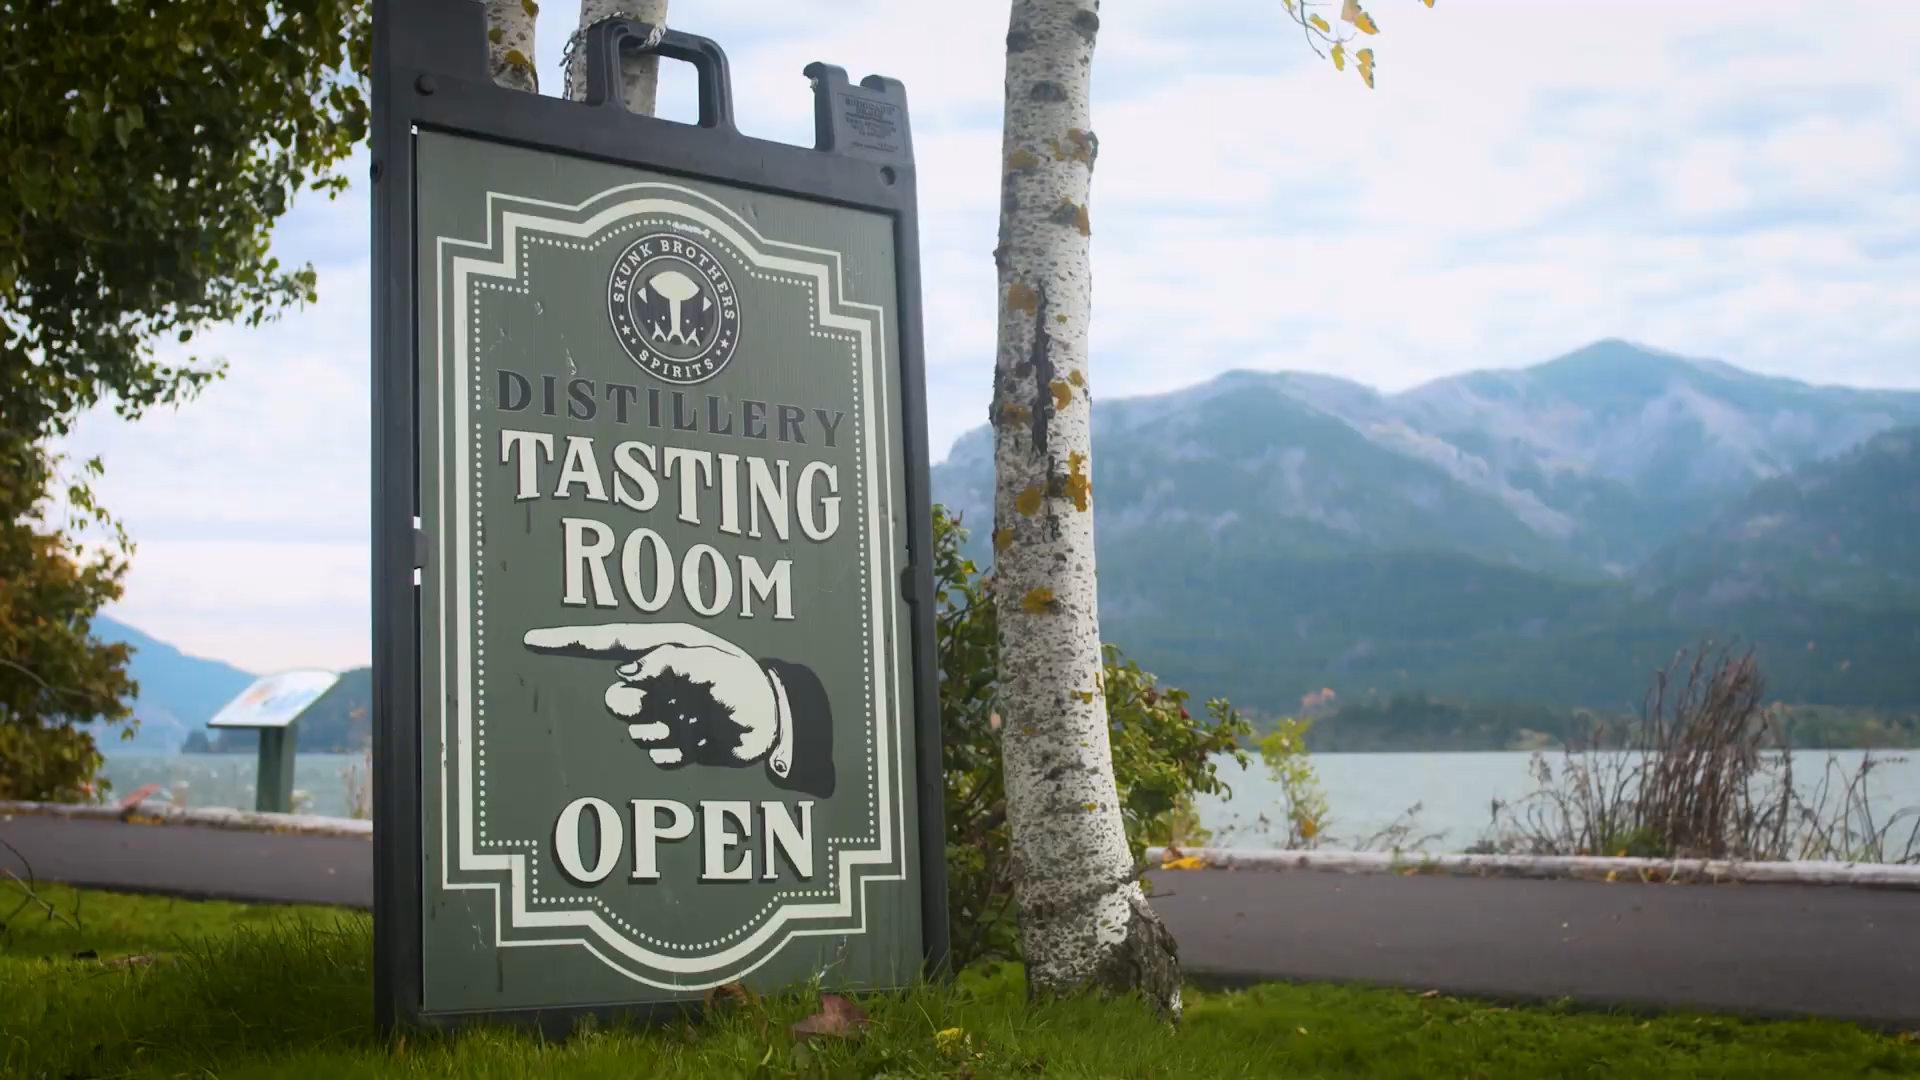 SKUNK BROTHERS
SPIRITS
DISTILLERY
TASTING
ROOM
OPEN